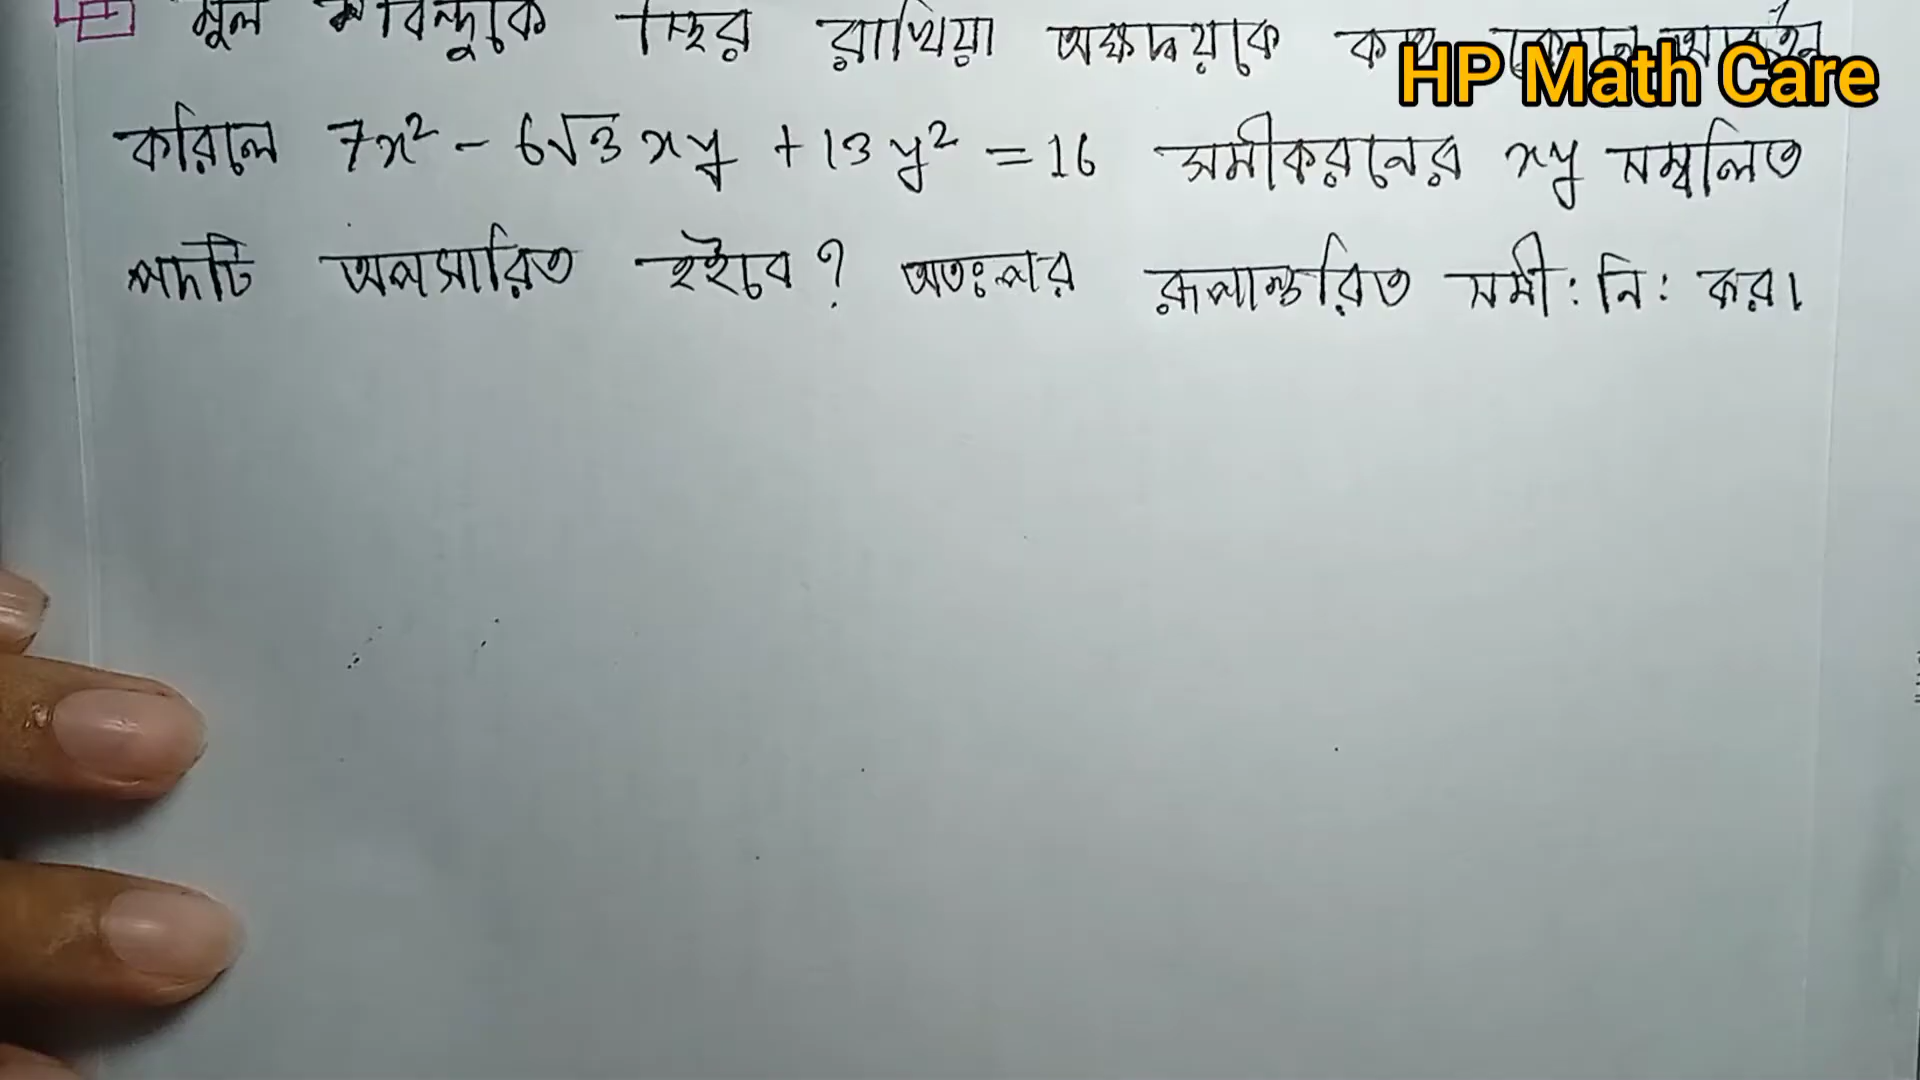 মূল বিন্দুকে স্থির রাখিয়া অক্ষদ্বয়কে কত কোনে আবর্তন
HP Math Care
করিলে 7x² - 6√3 xy + 13y² = 16 সমীকরনের xy সম্বলিত
পদটি অপসারিত হইবে? অতঃপর রূপান্তরিত সমী: নি: কর।